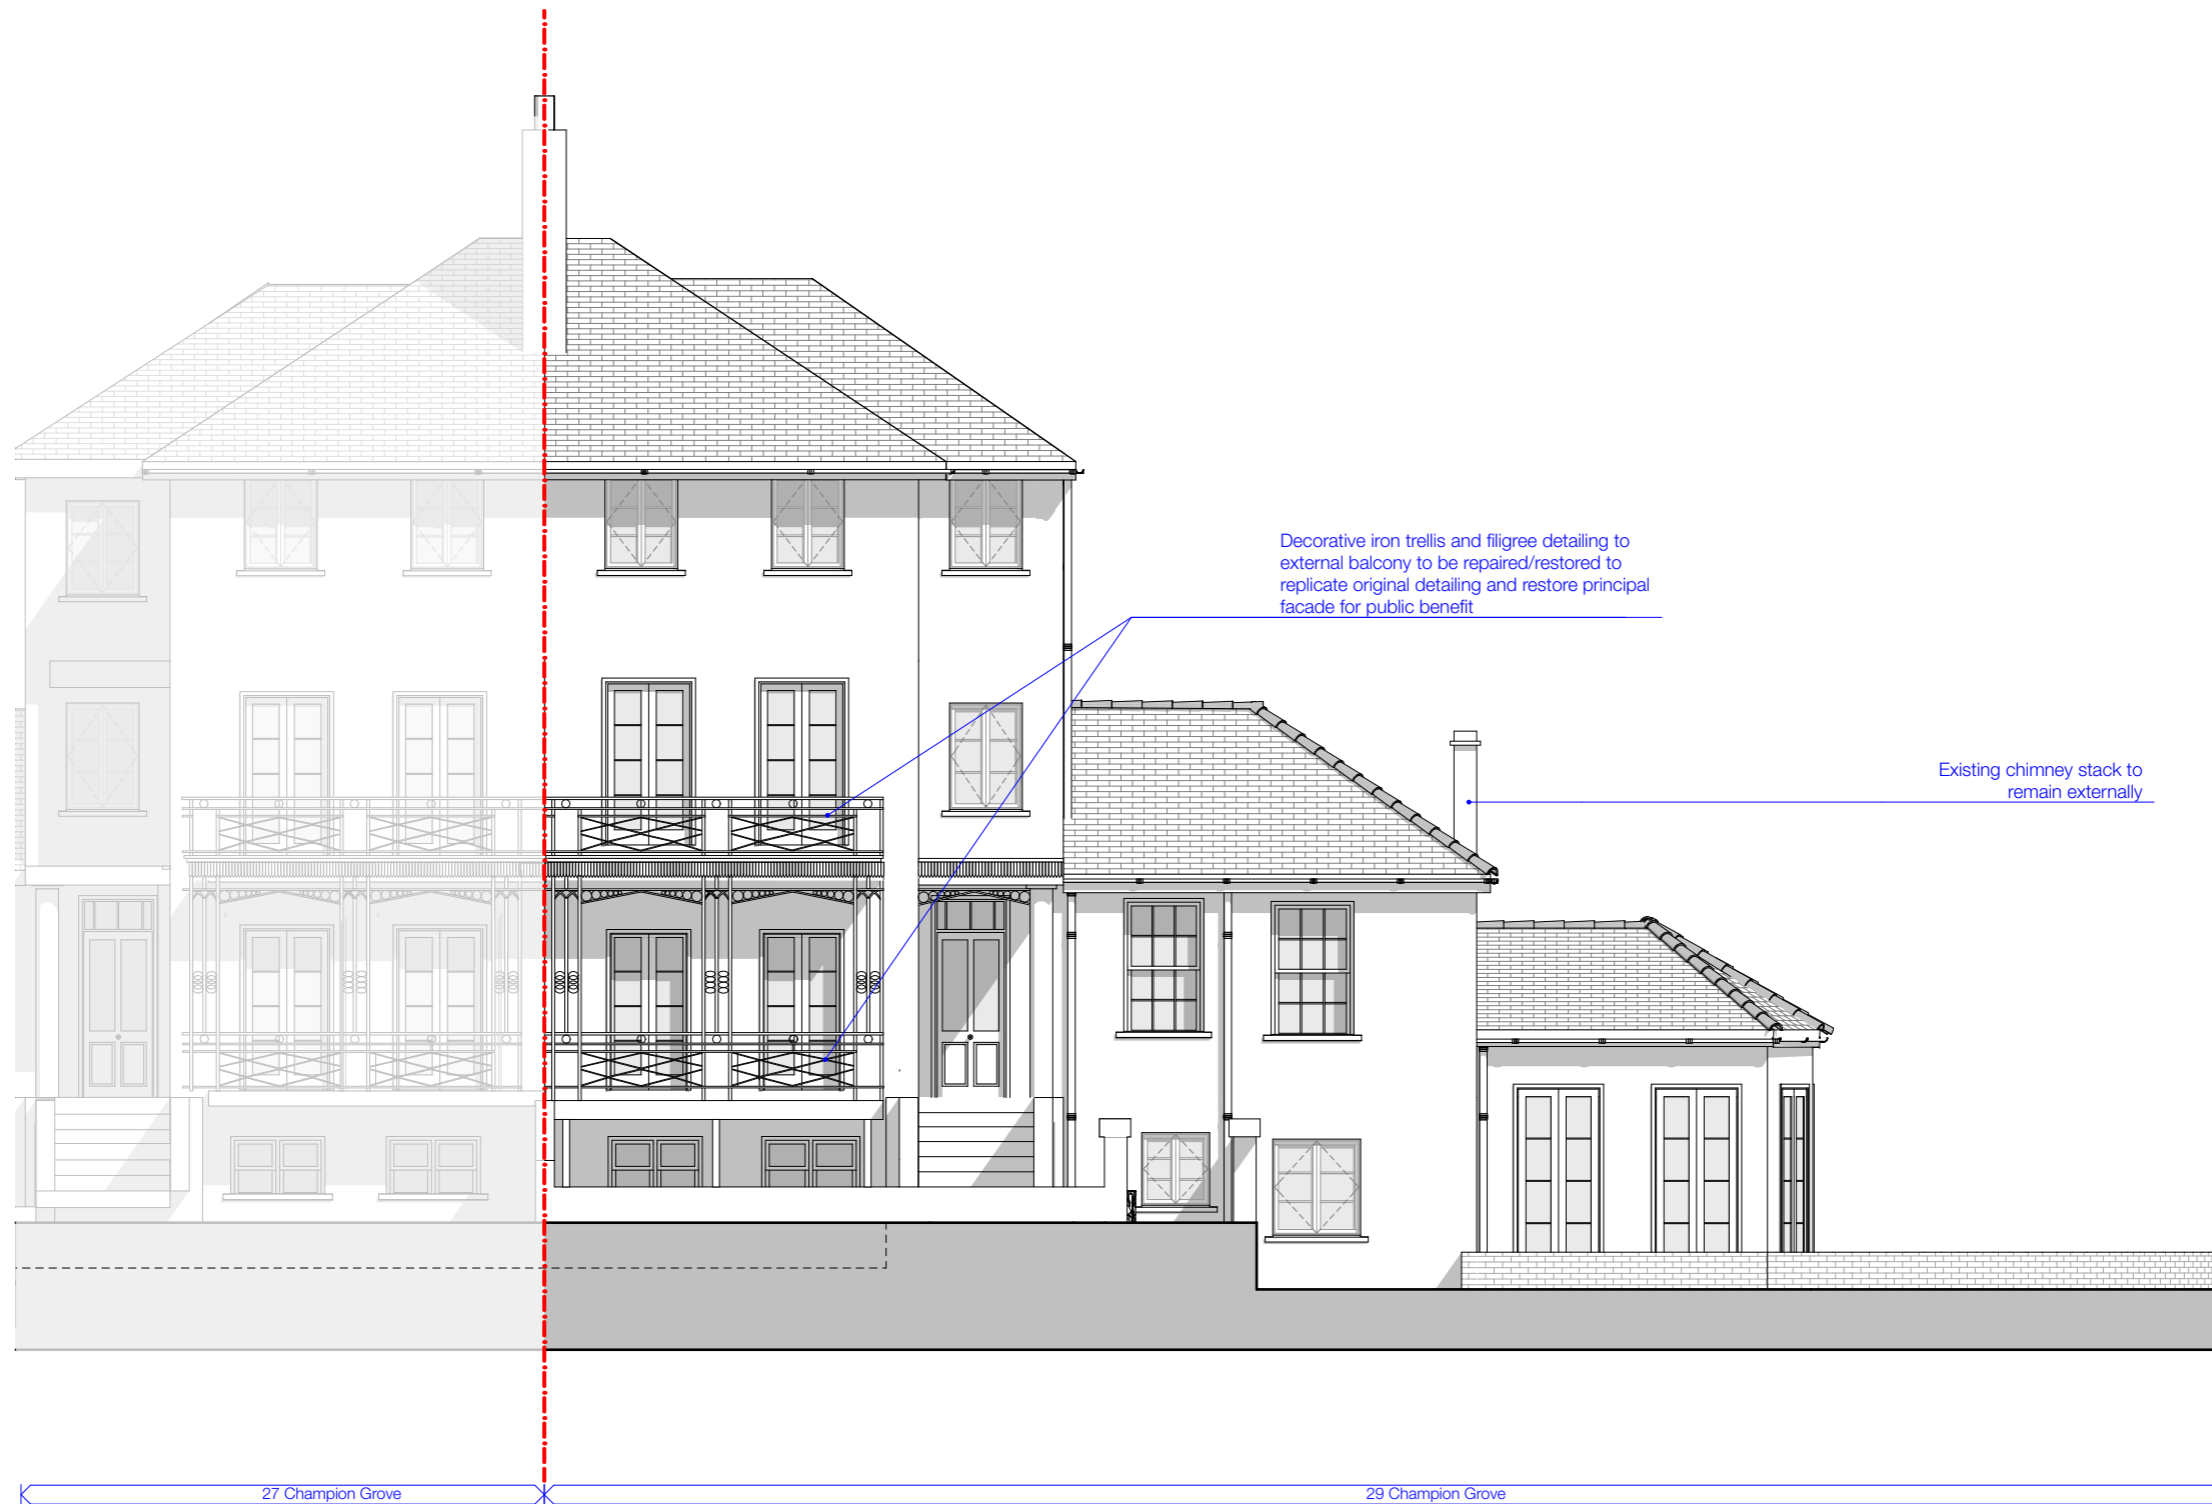 Decorative iron trellis and filigree detailing to
external balcony to be repaired/restored to
replicate original detailing and restore principal
facade for public benefit
Existing chimney stack to
remain externally
27 Champion Grove
29 Champion Grove